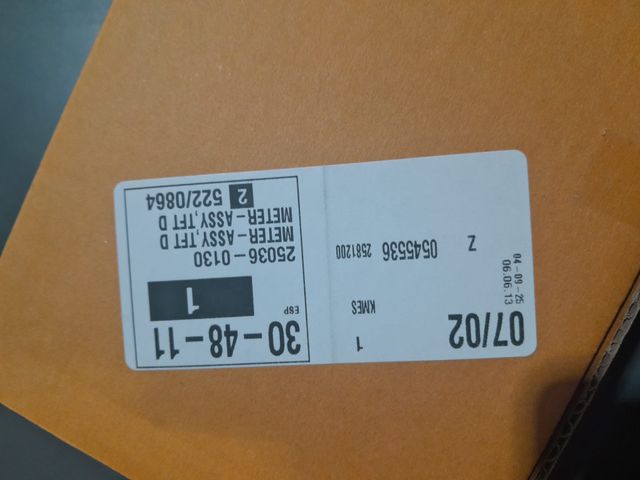 07/02
1
KMES
04-09-25
06.06.13
Z
0545536 2581200
30-48-11
ESP
1
25036-0130
METER-ASSY,TFT D
METER-ASSY,TFT D
2 522/0864